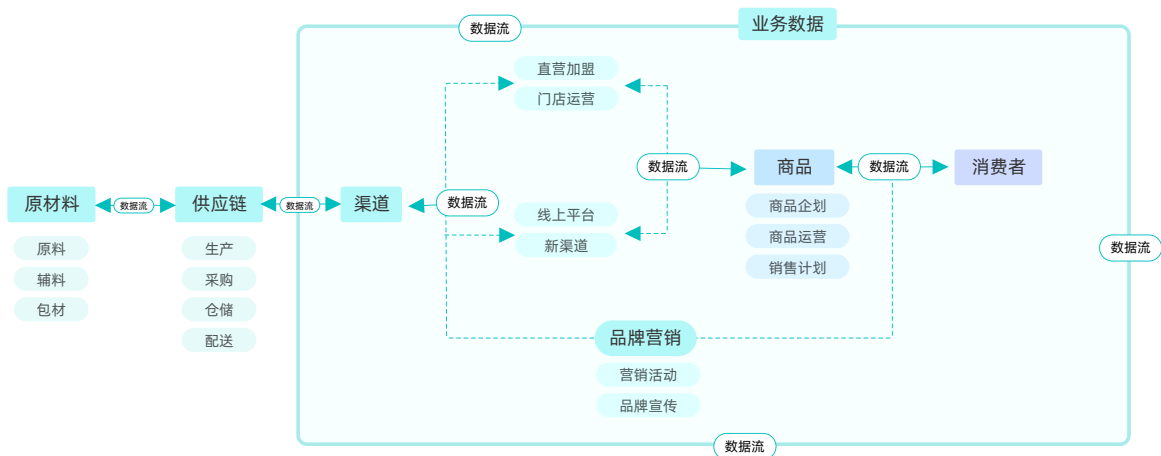 数据流
业务数据
直营加盟
门店运营
数据流
商品
数据流
消费者
原材料
数据流
供应链
数据流
渠道
数据流
商品企划
商品运营
销售计划
线上平台
新渠道
原料
辅料
包材
生产
采购
仓储
配送
数据流
品牌营销
营销活动
品牌宣传
数据流